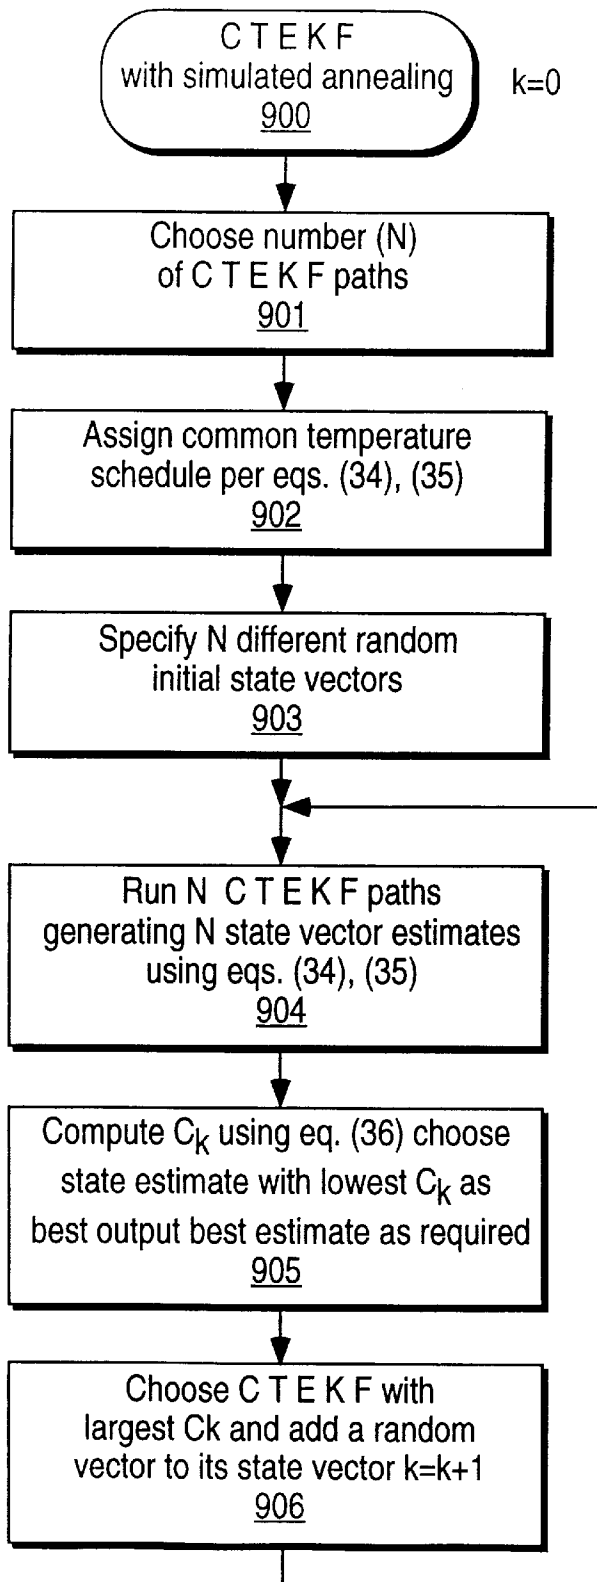 C T E K F
with simulated annealing
900
k=0
Choose number (N)
of C T E K F paths
901
Assign common temperature
schedule per eqs. (34), (35)
902
Specify N different random
initial state vectors
903
Run N C T E K F paths
generating N state vector estimates
using eqs. (34), (35)
904
Compute Ck using eq. (36) choose
state estimate with lowest Ck as
best output best estimate as required
905
Choose C T E K F with
largest Ck and add a random
vector to its state vector k=k+1
906